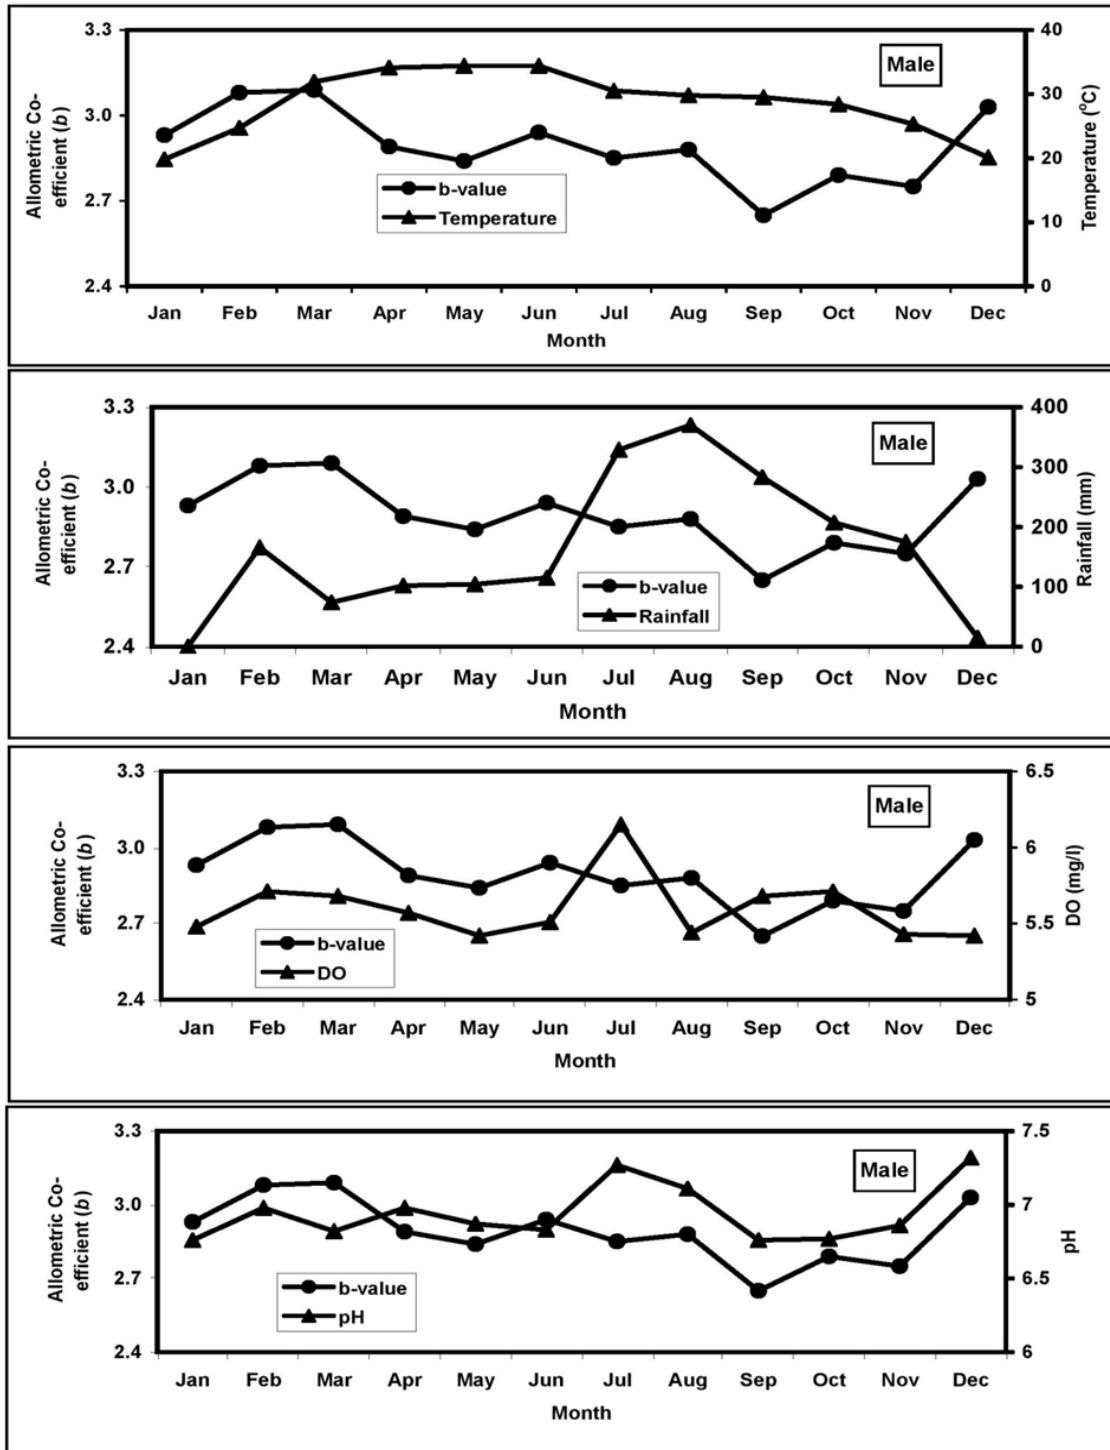 3.3
3.0
2.7
2.4
Allometric Co-
efficient (b)
Male
b-value
Temperature
40
30
20
10
0
Temperature (°C)
Jan Feb Mar Apr May Jun Jul Aug Sep Oct Nov Dec
Month
3.3
3.0
2.7
2.4
Allometric Co-
efficient (b)
Male
b-value
Rainfall
400
300
200
100
0
Rainfall (mm)
Jan Feb Mar Apr May Jun Jul Aug Sep Oct Nov Dec
Month
3.3
3.0
2.7
2.4
Allometric Co-
efficient (b)
Male
b-value
DO
6.5
6
5.5
5
DO (mg/l)
Jan Feb Mar Apr May Jun Jul Aug Sep Oct Nov Dec
Month
3.3
3.0
2.7
2.4
Allometric Co-
efficient (b)
Male
b-value
pH
7.5
7
6.5
6
pH
Jan Feb Mar Apr May Jun Jul Aug Sep Oct Nov Dec
Month